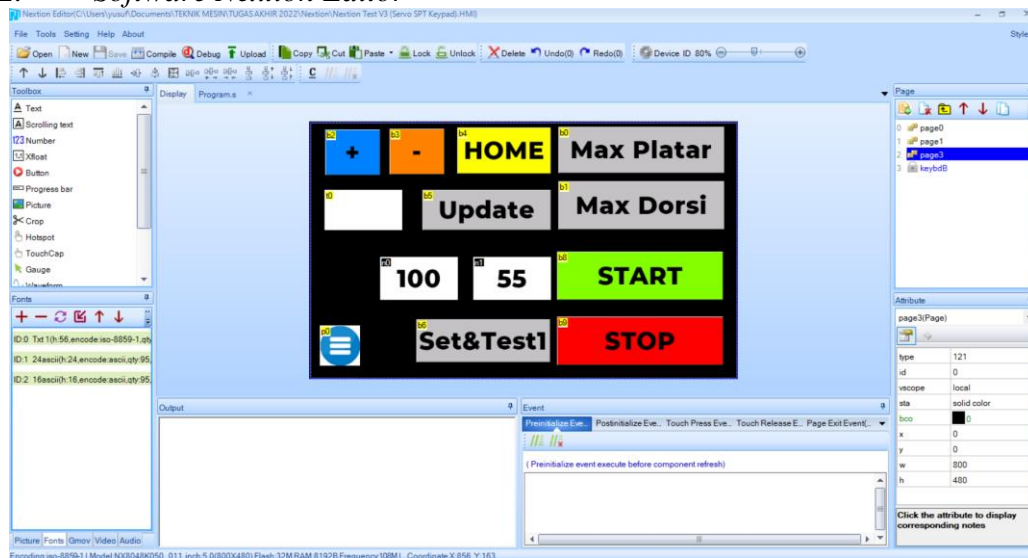 Software Nextion Editor
Nextion Editor(C:\Users\yusuf\Documents\TEKNIK MESIN\TUGAS AKHIR 2022\Nextion\Nextion Test V3 (Servo SPT Keypad).HMI)
File Tools Setting Help About
Style
Open New Save Compile Debug Upload Copy Cut Paste Lock Unlock Delete Undo(0) Redo(0) Device ID 80%
Toolbox
Display Program.s
Page
A Text
Scrolling text
123 Number
Xfloat
Button
Progress bar
Picture
Crop
Hotspot
TouchCap
Gauge
Waveform
0 page0
1 page1
2 page3
3 keybdB
b2 +
b3 -
b4 HOME
b0 Max Platar
t0
b5 Update
b1 Max Dorsi
n0 100
n1 55
b8 START
p0
b6 Set&Test1
b9 STOP
Fonts
ID:0 Txt 1(h:56,encode:iso-8859-1,qty
ID:1 24ascii(h:24,encode:ascii,qty:95,
ID:2 16ascii(h:16,encode:ascii,qty:95,
Attribute
page3(Page)
type 121
id 0
vscope local
sta solid color
bco 0
x 0
y 0
w 800
h 480
Click the attribute to display corresponding notes
Output
Event
Preinitialize Eve.. Postinitialize Eve.. Touch Press Eve.. Touch Release E.. Page Exit Event(..
( Preinitialize event execute before component refresh)
Picture Fonts Gmov Video Audio
Encoding:iso-8859-1 Model:NX8048K050_011 inch:5.0(800X480) Flash:32M RAM:8192B Frequency:108M Coordinate X:856 Y:163